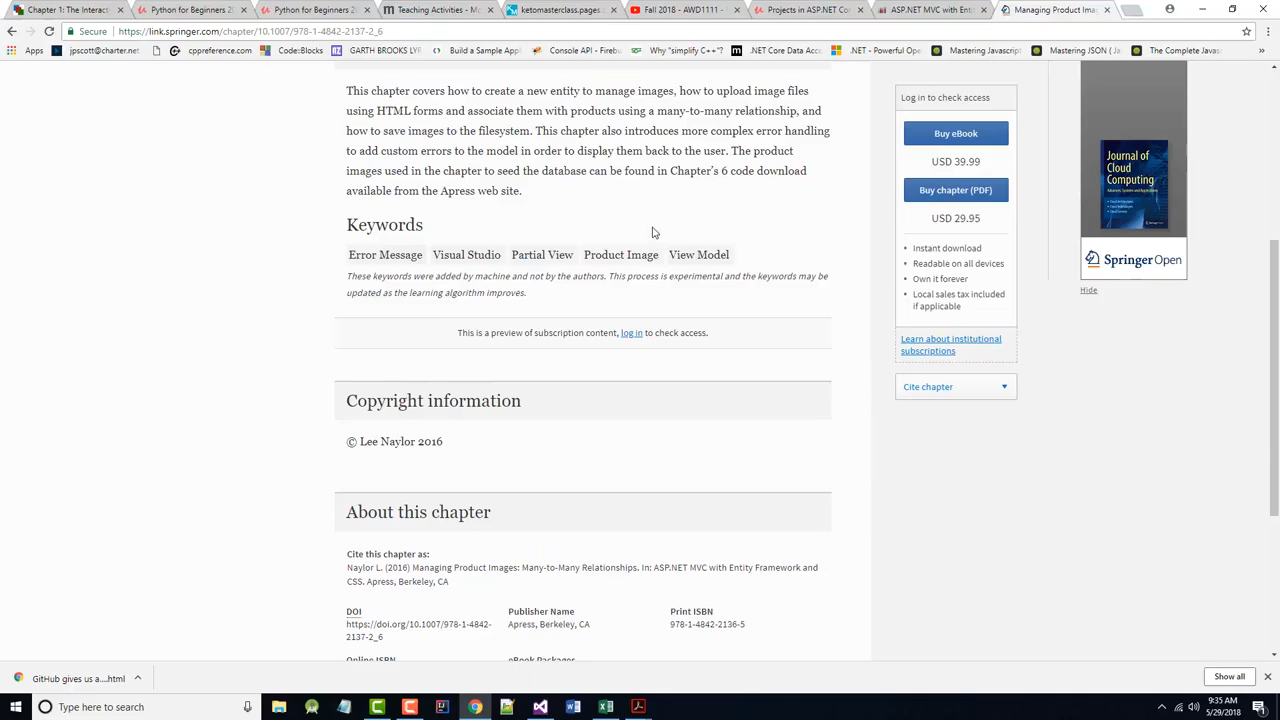 Chapter 1: The Interac
Python for Beginners 20
Python for Beginners 20
Teaching Activities - Mo
ketomasterclass.pages.
Fall 2018 - AWD1111 -
Projects in ASP.NET Co
ASP.NET MVC with Enti
Managing Product Ima
Secure
https://link.springer.com/chapter/10.1007/978-1-4842-2137-2_6
Apps
jpscott@charter.net
cppreference.com
Code::Blocks
GARTH BROOKS LYR
Build a Simple Appl
Console API - Fireb
Why "simplify C++"?
.NET Core Data Acc
.NET - Powerful Ope
Mastering Javascript
Mastering JSON ( Ja
The Complete Javas
This chapter covers how to create a new entity to manage images, how to upload image files
using HTML forms and associate them with products using a many-to-many relationship, and
how to save images to the filesystem. This chapter also introduces more complex error handling
to add custom errors to the model in order to display them back to the user. The product
images used in the chapter to seed the database can be found in Chapter's 6 code download
available from the Apress web site.
Keywords
Error Message Visual Studio Partial View Product Image View Model
These keywords were added by machine and not by the authors. This process is experimental and the keywords may be
updated as the learning algorithm improves.
This is a preview of subscription content, log in to check access.
Copyright information
© Lee Naylor 2016
About this chapter
Cite this chapter as:
Naylor L. (2016) Managing Product Images: Many-to-Many Relationships. In: ASP.NET MVC with Entity Framework and
CSS. Apress, Berkeley, CA
DOI
https://doi.org/10.1007/978-1-4842-
2137-2_6
Publisher Name
Apress, Berkeley, CA
Print ISBN
978-1-4842-2136-5
Online ISBN
eBook Packages
Log in to check access
Buy eBook
USD 39.99
Buy chapter (PDF)
USD 29.95
Instant download
Readable on all devices
Own it forever
Local sales tax included
if applicable
Learn about institutional
subscriptions
Cite chapter
Journal of
Cloud
Computing
Springer Open
Hide
GitHub gives us a....html
Show all
Type here to search
9:35 AM
5/29/2018